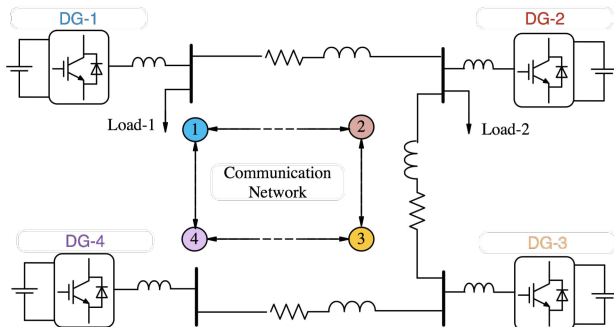 DG-1
DG-2
Load-1
Load-2
1
2
Communication
Network
4
3
DG-4
DG-3